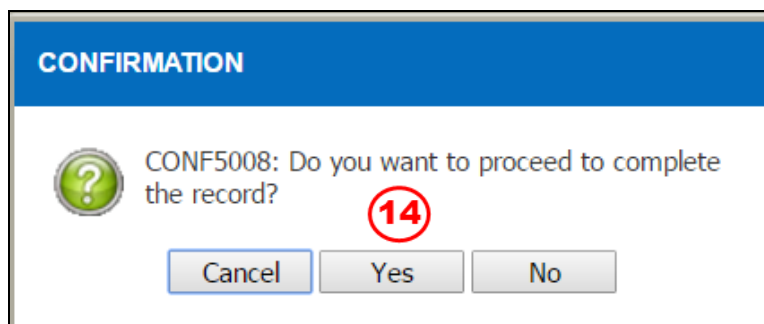 CONFIRMATION
CONF5008: Do you want to proceed to complete
the record?
14
Cancel Yes No